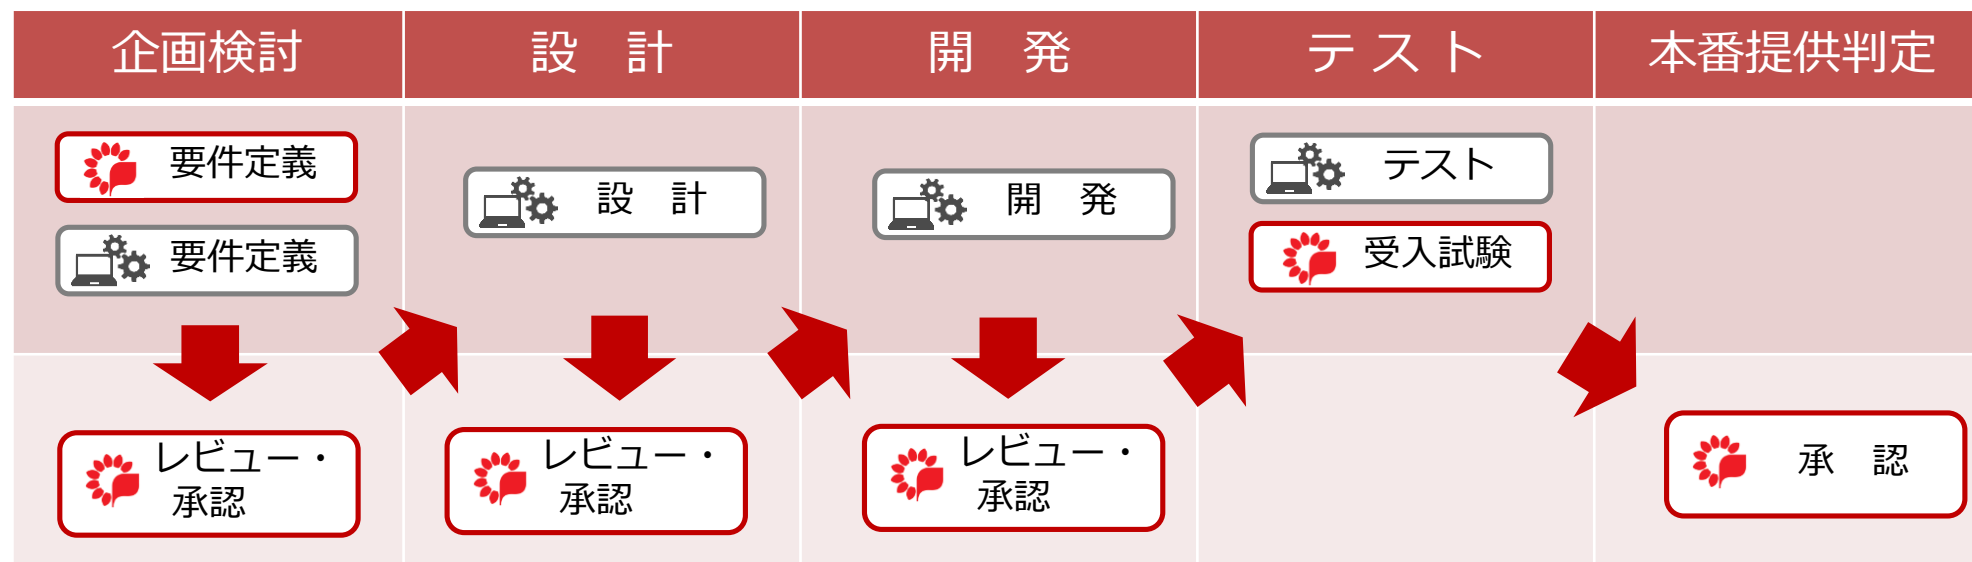 企画検討
設　計
開　発
テスト
本番提供判定
要件定義
要件定義
設　計
開　発
テスト
受入試験
レビュー・
承認
レビュー・
承認
レビュー・
承認
承　認